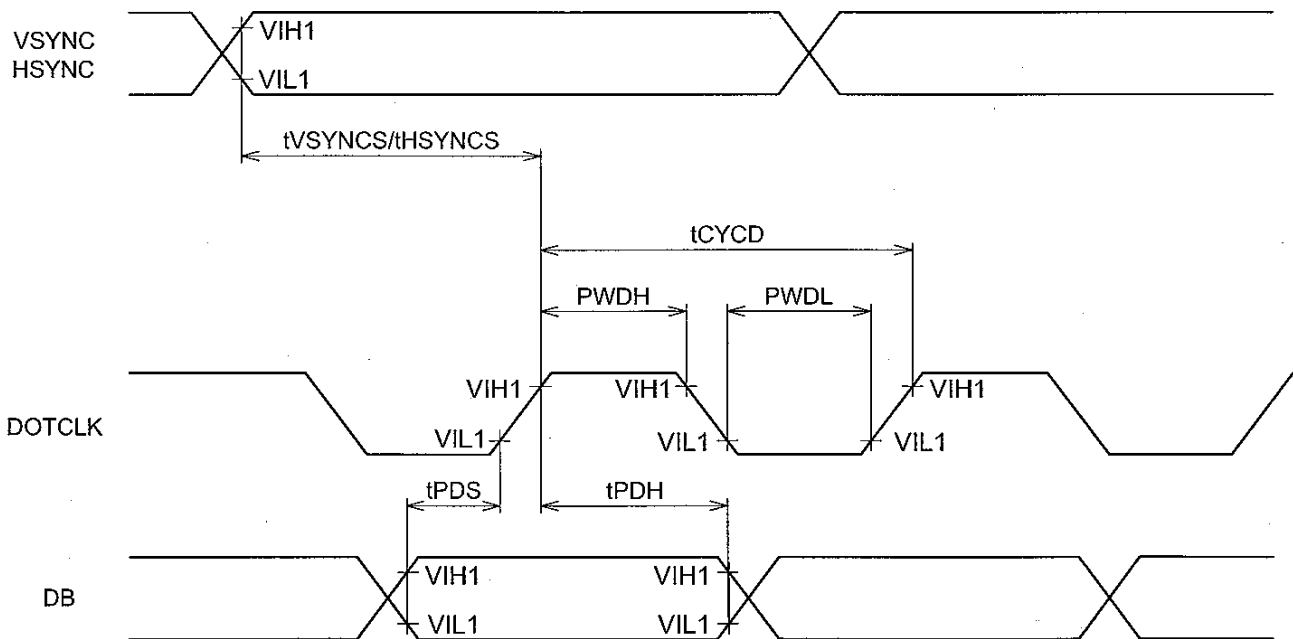 VSYNC
HSYNC
VIH1
VIL1
tVSYNCS/tHSYNCS
tCYCD
PWDH
PWDL
DOTCLK
VIH1
VIH1
VIH1
VIL1
VIL1
VIL1
tPDS
tPDH
DB
VIH1
VIH1
VIL1
VIL1